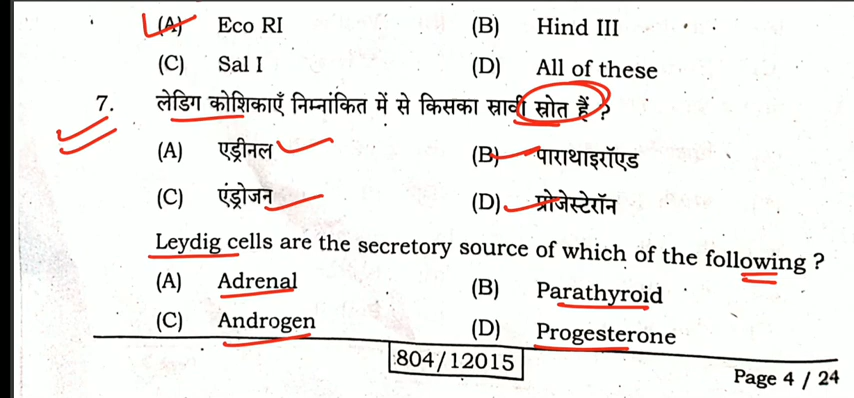 (A) Eco RI (B) Hind III
(C) Sal I (D) All of these
7. लेडिग कोशिकाएँ निम्नांकित में से किसका स्रावी स्रोत हैं ?
(A) एड्रीनल (B) पाराथाइरॉएड
(C) एंड्रोजन (D) प्रोजेस्टेरॉन
Leydig cells are the secretory source of which of the following ?
(A) Adrenal (B) Parathyroid
(C) Androgen (D) Progesterone
804/12015
Page 4 / 24